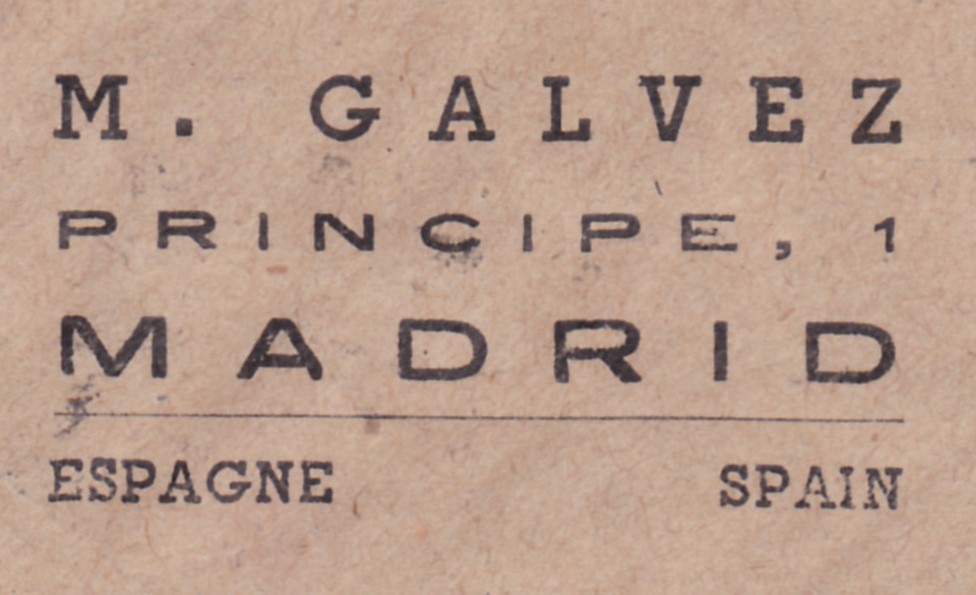 M. GALVEZ
PRINCIPE, 1
MADRID
ESPAGNE SPAIN